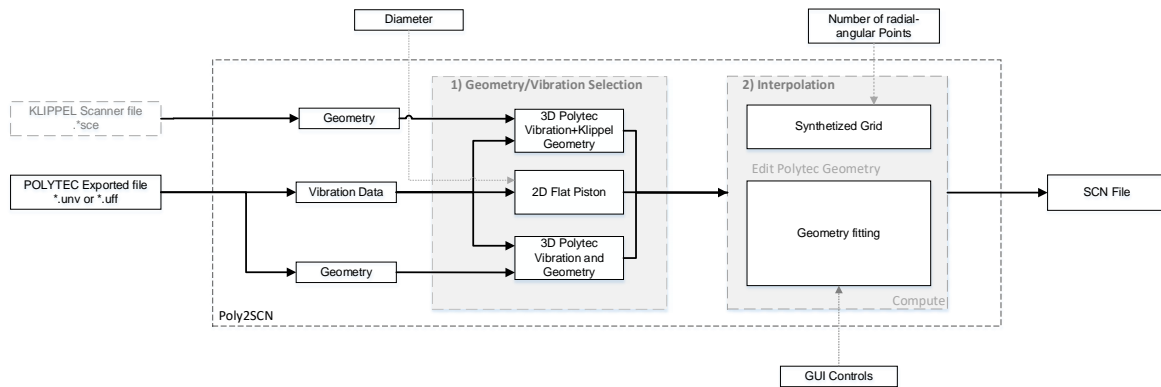 Diameter
Number of radial-
angular Points
1) Geometry/Vibration Selection
2) Interpolation
KLIPPEL Scanner file
.*sce
Geometry
3D Polytec
Vibration+Klippel
Geometry
Synthetized Grid
Edit Polytec Geometry
POLYTEC Exported file
*.unv or *.uff
Vibration Data
2D Flat Piston
SCN File
Geometry fitting
Geometry
3D Polytec
Vibration and
Geometry
Compute
Poly2SCN
GUI Controls